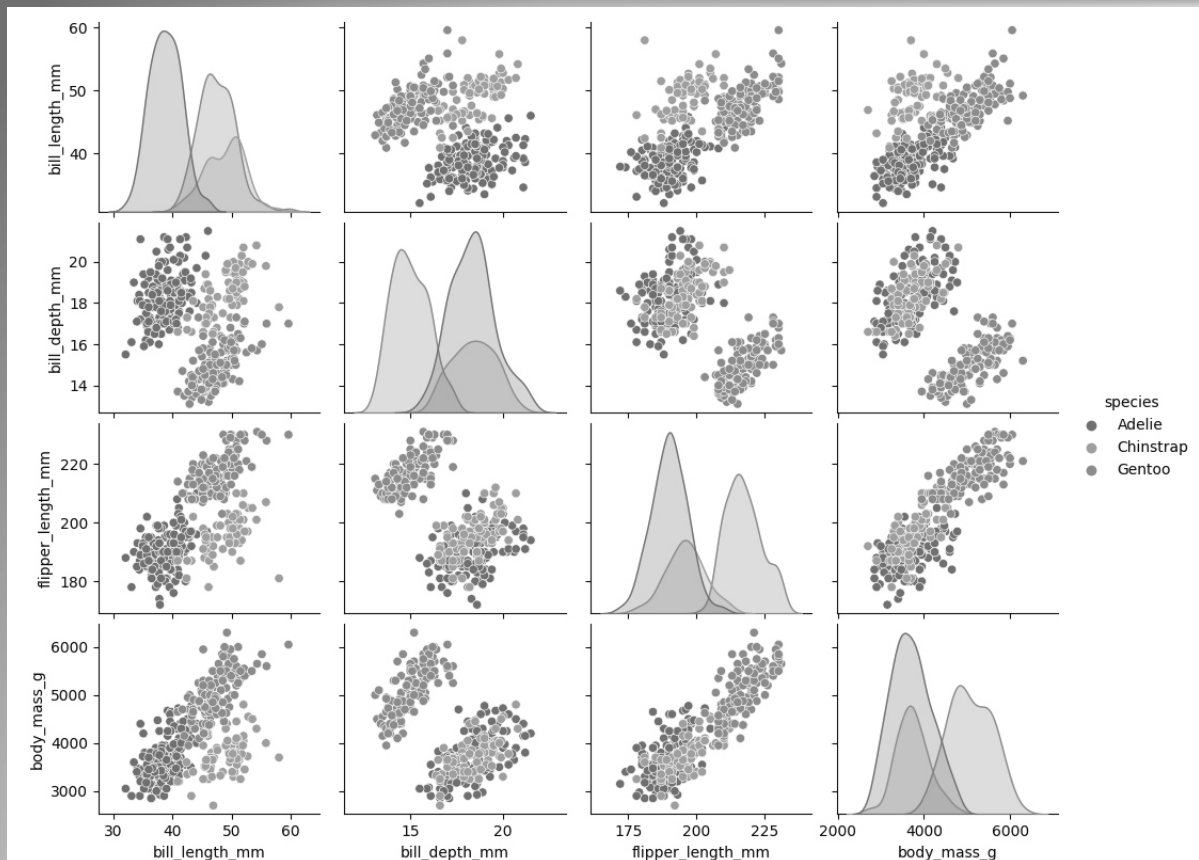 60
50
40
bill_length_mm
20
18
16
14
bill_depth_mm
220
200
180
flipper_length_mm
6000
5000
4000
3000
body_mass_g
30 40 50 60
15 20
175 200 225
2000 4000 6000
bill_length_mm
bill_depth_mm
flipper_length_mm
body_mass_g
species
Adelie
Chinstrap
Gentoo